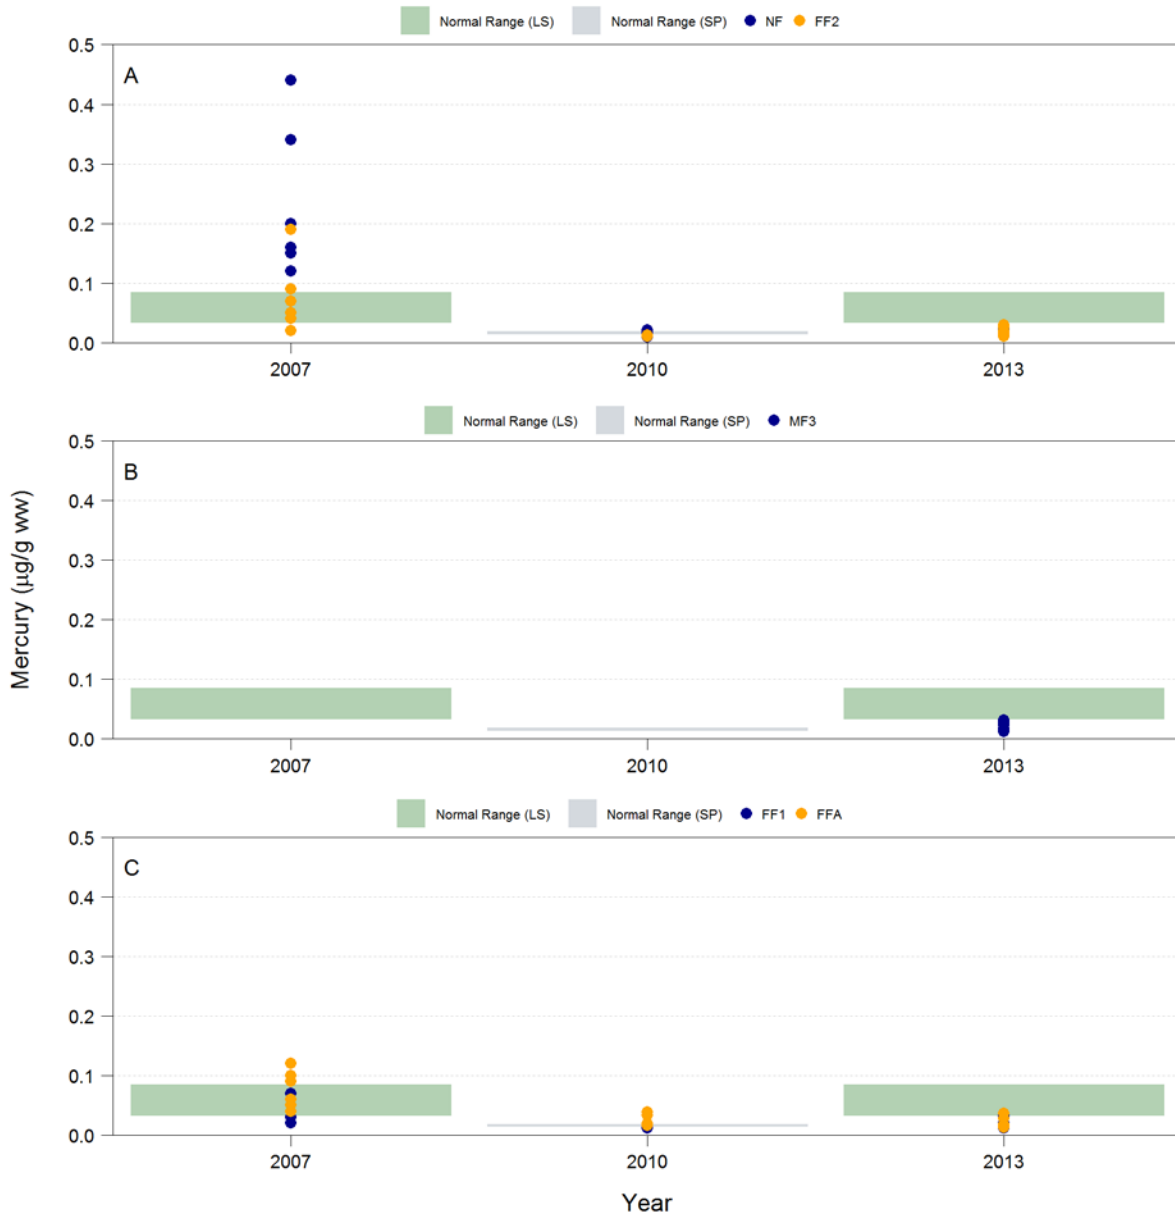 Normal Range (LS) Normal Range (SP) NF FF2
A
0.5
0.4
0.3
0.2
0.1
0.0
2007 2010 2013
Normal Range (LS) Normal Range (SP) MF3
B
0.5
0.4
0.3
0.2
0.1
0.0
2007 2010 2013
Normal Range (LS) Normal Range (SP) FF1 FFA
C
0.5
0.4
0.3
0.2
0.1
0.0
2007 2010 2013
Mercury (µg/g ww)
Year